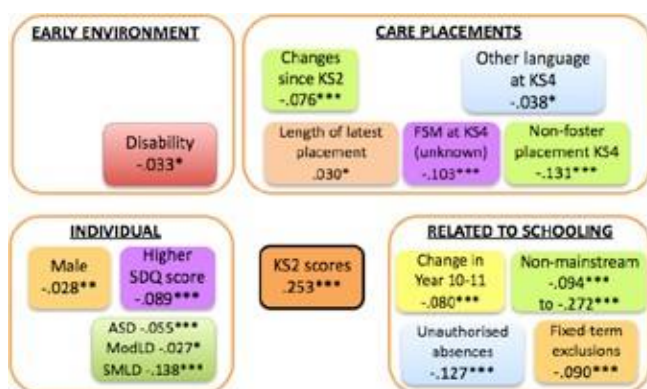 EARLY ENVIRONMENT
Disability
-.033*
CARE PLACEMENTS
Changes
since KS2
-.076***
Other language
at KS4
-.038*
Length of latest
placement
.030*
FSM at KS4
(unknown)
-.103***
Non-foster
placement KS4
-.131***
INDIVIDUAL
Male
-.028**
Higher
SDQ score
-.089***
ASD -.055***
ModLD -.027*
SMLD -.138***
KS2 scores
.253***
RELATED TO SCHOOLING
Change in
Year 10-11
-.080***
Non-mainstream
-.094***
to -.272***
Unauthorised
absences
-.127***
Fixed term
exclusions
-.090***